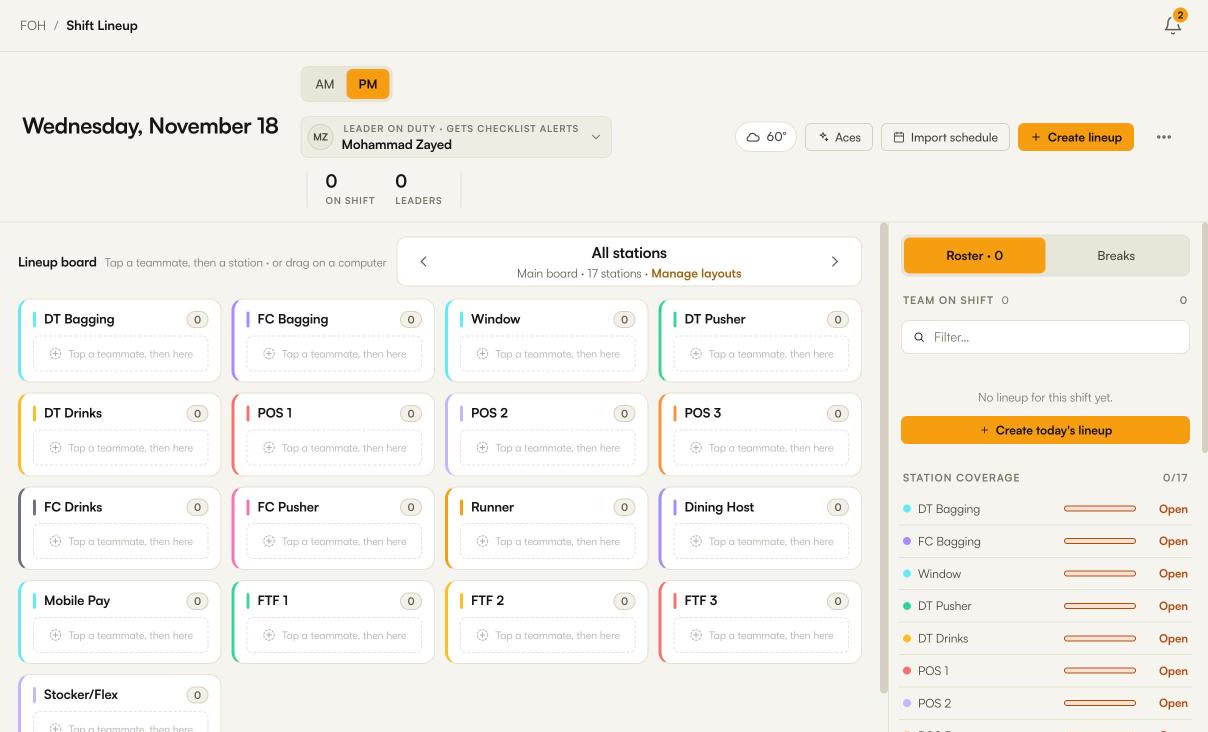 FOH / Shift Lineup
2
Wednesday, November 18
AM PM
MZ
LEADER ON DUTY • GETS CHECKLIST ALERTS
Mohammad Zayed
60°
Aces
Import schedule
+ Create lineup
•••
0 ON SHIFT
0 LEADERS
Lineup board Tap a teammate, then a station · or drag on a computer
All stations
Main board · 17 stations · Manage layouts
DT Bagging 0
Tap a teammate, then here
FC Bagging 0
Tap a teammate, then here
Window 0
Tap a teammate, then here
DT Pusher 0
Tap a teammate, then here
DT Drinks 0
Tap a teammate, then here
POS 1 0
Tap a teammate, then here
POS 2 0
Tap a teammate, then here
POS 3 0
Tap a teammate, then here
FC Drinks 0
Tap a teammate, then here
FC Pusher 0
Tap a teammate, then here
Runner 0
Tap a teammate, then here
Dining Host 0
Tap a teammate, then here
Mobile Pay 0
Tap a teammate, then here
FTF 1 0
Tap a teammate, then here
FTF 2 0
Tap a teammate, then here
FTF 3 0
Tap a teammate, then here
Stocker/Flex 0
Tap a teammate, then here
Roster · 0
Breaks
TEAM ON SHIFT 0 0
Filter...
No lineup for this shift yet.
+ Create today's lineup
STATION COVERAGE 0/17
DT Bagging Open
FC Bagging Open
Window Open
DT Pusher Open
DT Drinks Open
POS 1 Open
POS 2 Open